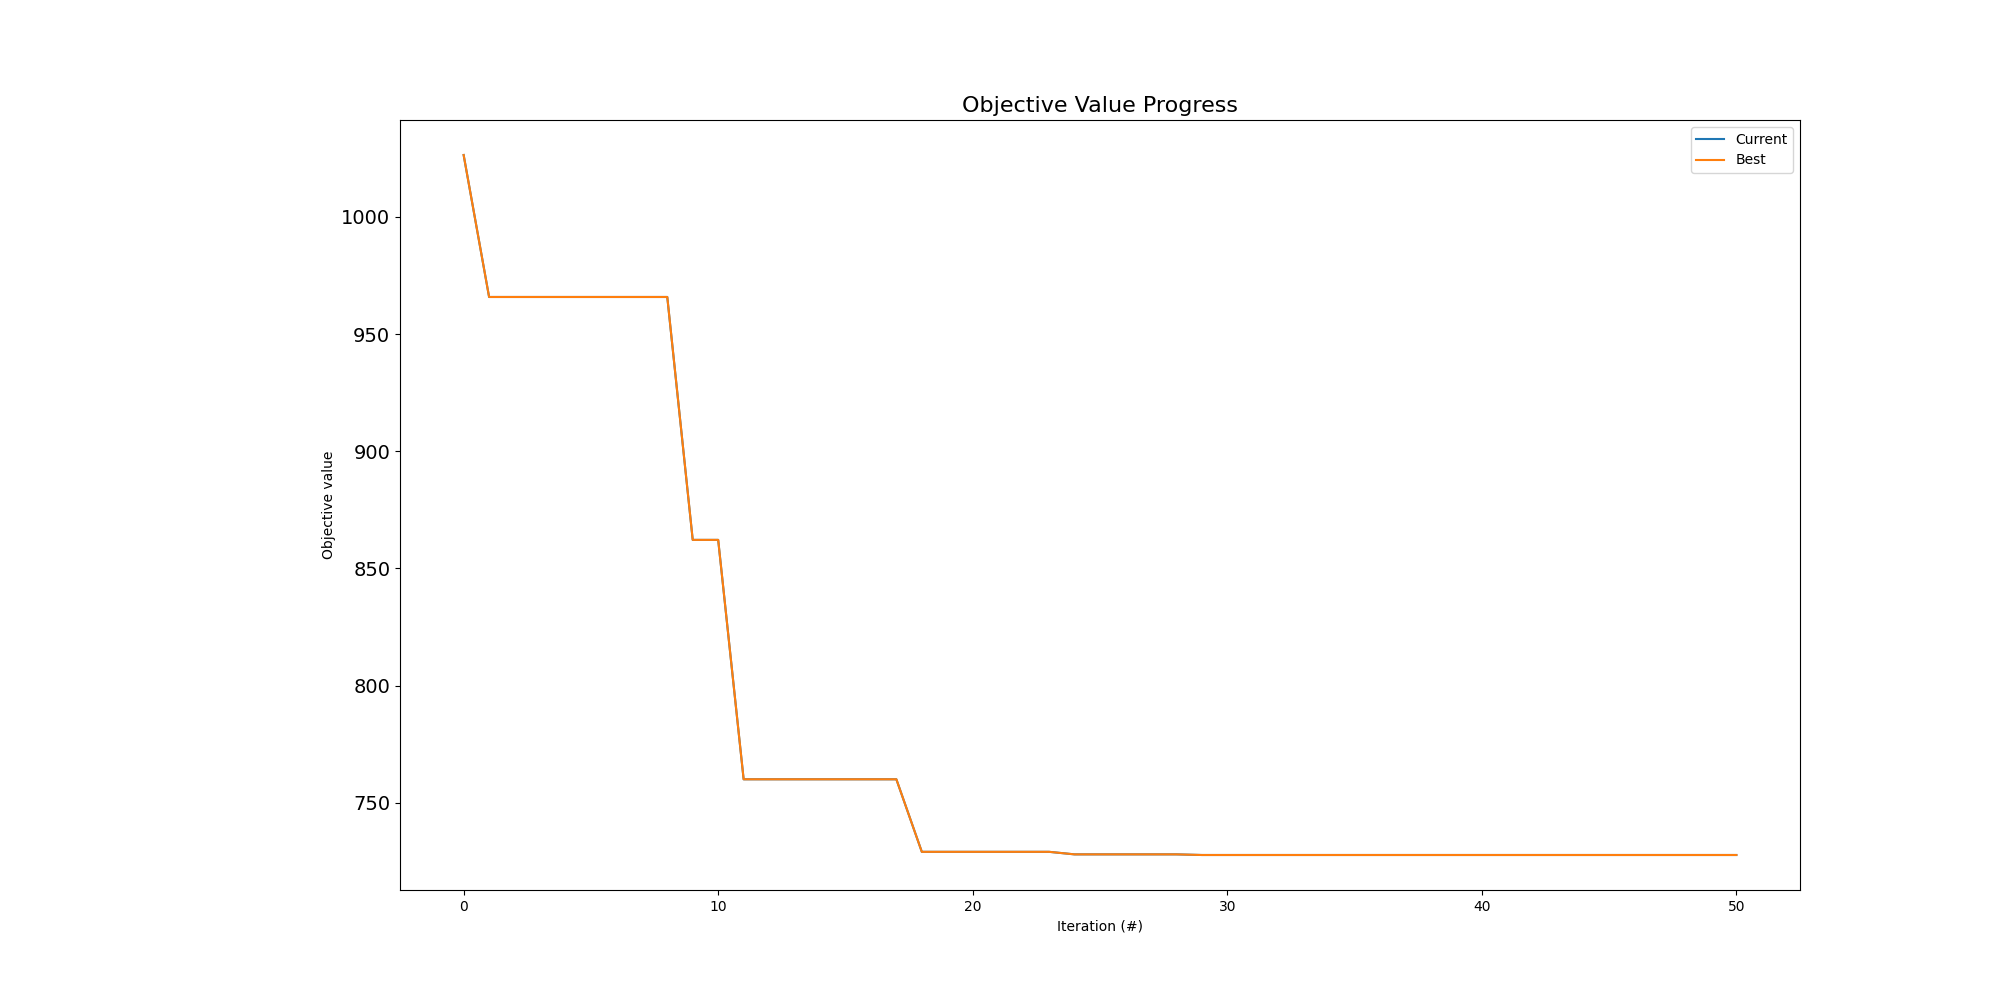 Objective Value Progress
Current
Best
1000
950
900
850
800
750
Objective value
0 10 20 30 40 50
Iteration (#)